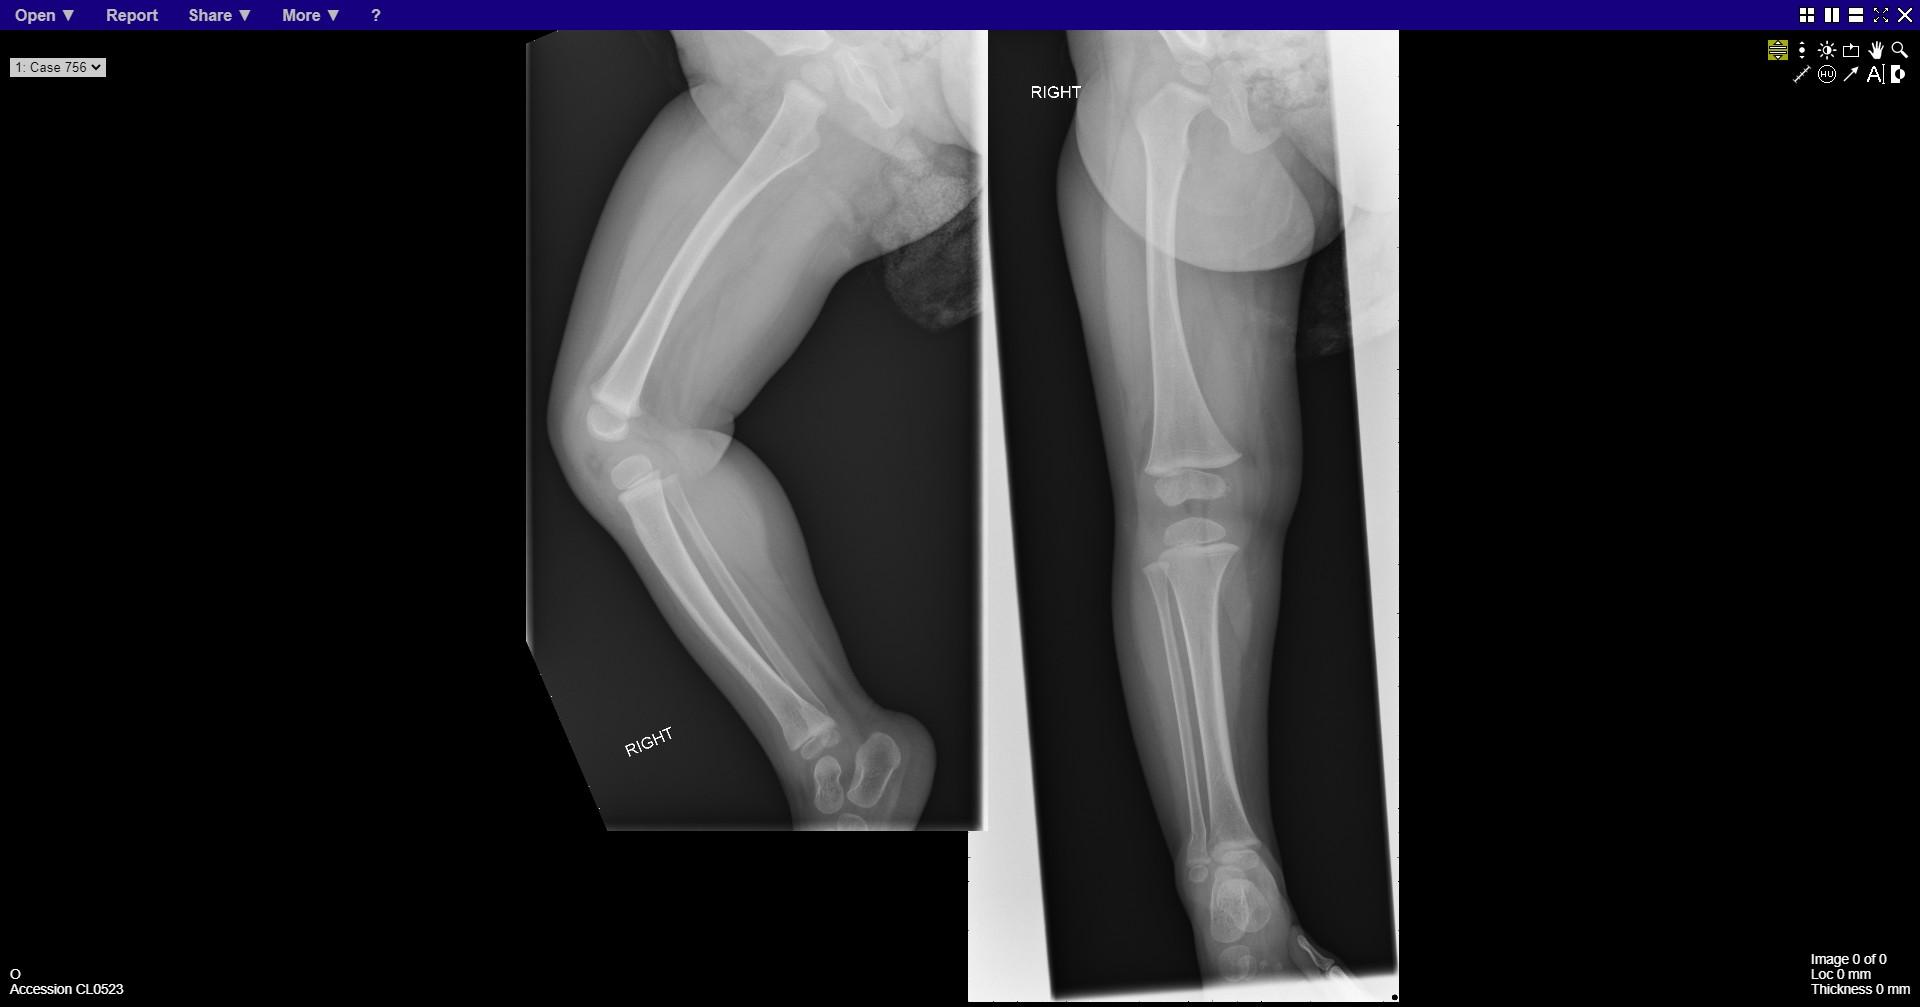 Open ▼ Report Share ▼ More ▼ ?
1: Case 756
HU
A
RIGHT
RIGHT
O
Accession CL0523
Image 0 of 0
Loc 0 mm
Thickness 0 mm